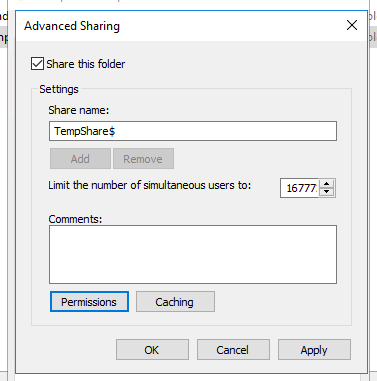 Advanced Sharing
Share this folder
Settings
Share name:
TempShare$
Add
Remove
Limit the number of simultaneous users to:
16777
Comments:
Permissions
Caching
OK
Cancel
Apply